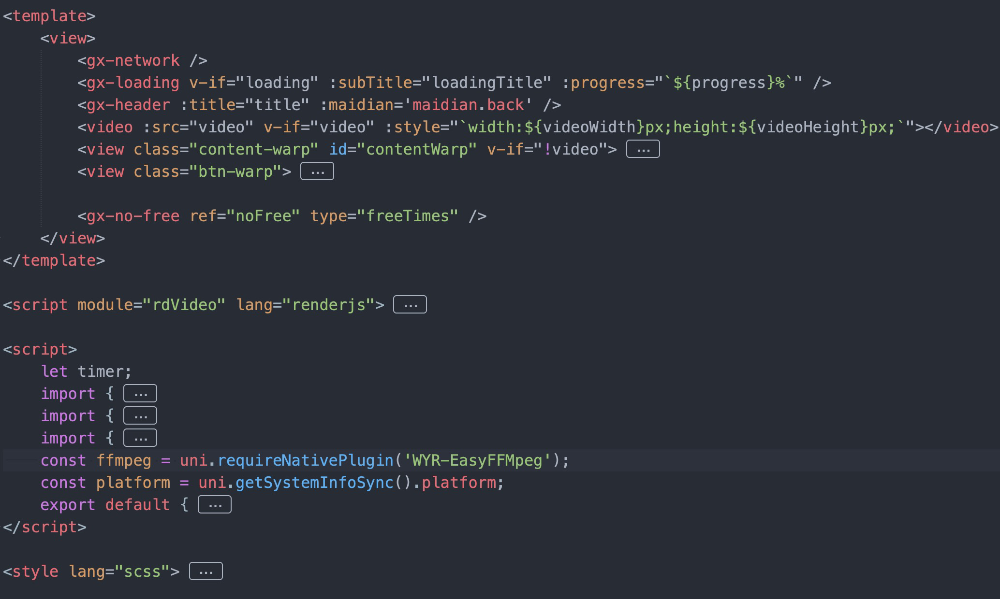 <template>
<view>
<gx-network />
<gx-loading v-if="loading" :subTitle="loadingTitle" :progress="`${progress}%`" />
<gx-header :title="title" :maidian='maidian.back' />
<video :src="video" v-if="video" :style="`width:${videoWidth}px;height:${videoHeight}px;`"></video>
<view class="content-warp" id="contentWarp" v-if="!video"> ...
<view class="btn-warp"> ...
<gx-no-free ref="noFree" type="freeTimes" />
</view>
</template>
<script module="rdVideo" lang="renderjs"> ...
<script>
let timer;
import { ...
import { ...
import { ...
const ffmpeg = uni.requireNativePlugin('WYR-EasyFFMpeg');
const platform = uni.getSystemInfoSync().platform;
export default { ...
</script>
<style lang="scss"> ...